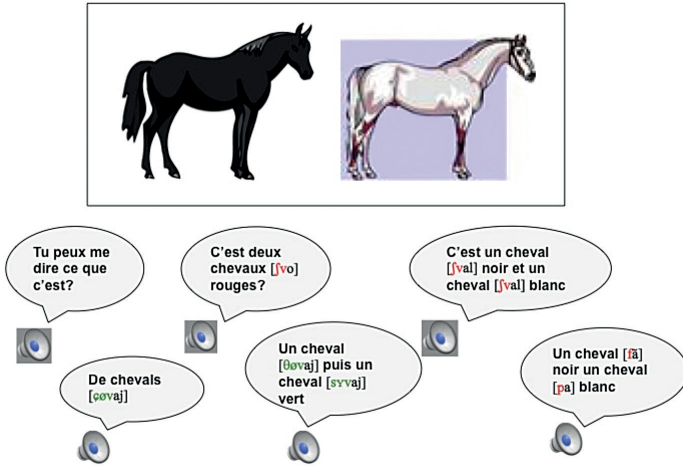 Tu peux me
dire ce que
c'est?
C'est deux
chevaux [ʃvo]
rouges?
C'est un cheval
[ʃval] noir et un
cheval [ʃval] blanc
De chevals
[çøvaj]
Un cheval
[θøvaj] puis un
cheval [sʏvaj]
vert
Un cheval [fã]
noir un cheval
[pa] blanc